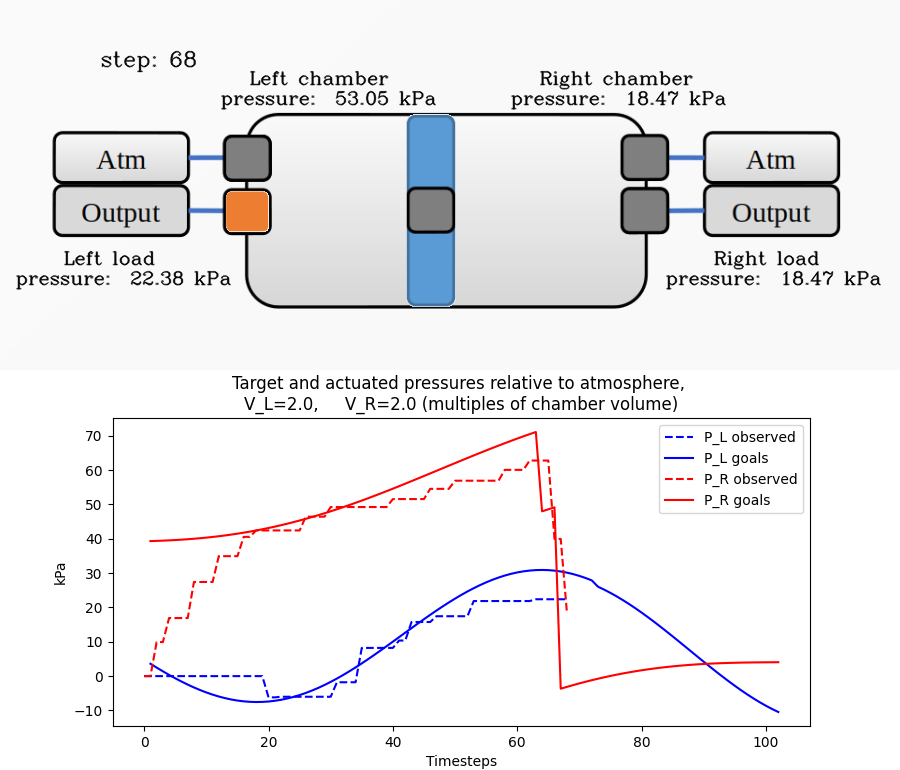 step: 68
Left chamber
pressure: 53.05 kPa
Right chamber
pressure: 18.47 kPa
Atm
Output
Atm
Output
Left load
pressure: 22.38 kPa
Right load
pressure: 18.47 kPa
Target and actuated pressures relative to atmosphere,
V_L=2.0, V_R=2.0 (multiples of chamber volume)
P_L observed
P_L goals
P_R observed
P_R goals
kPa
70
60
50
40
30
20
10
0
−10
0
20
40
60
80
100
Timesteps